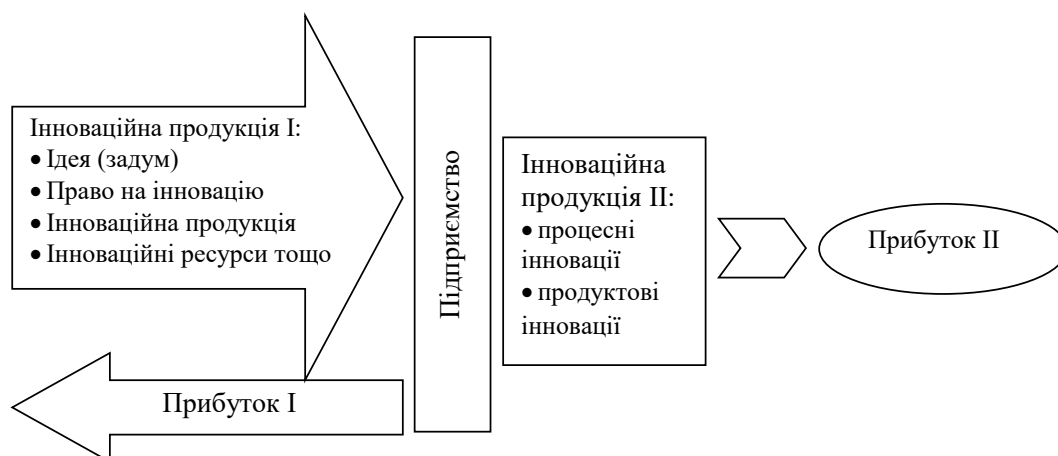 Інноваційна продукція І:
• Ідея (задум)
• Право на інновацію
• Інноваційна продукція
• Інноваційні ресурси тощо
Прибуток І
Підприємство
Інноваційна
продукція ІІ:
• процесні
інновації
• продуктові
інновації
Прибуток ІІ